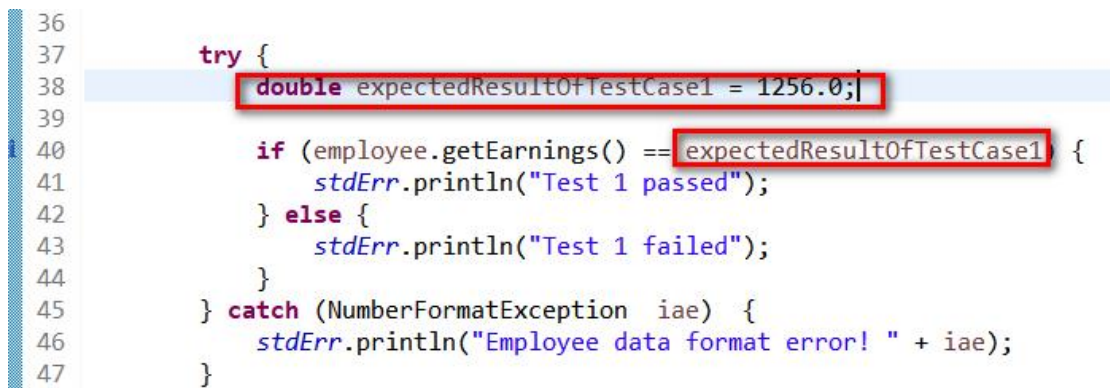 36
37 try {
38 double expectedResultOfTestCase1 = 1256.0;
39
40 if (employee.getEarnings() == expectedResultOfTestCase1) {
41 stdErr.println("Test 1 passed");
42 } else {
43 stdErr.println("Test 1 failed");
44 }
45 } catch (NumberFormatException iae) {
46 stdErr.println("Employee data format error! " + iae);
47 }